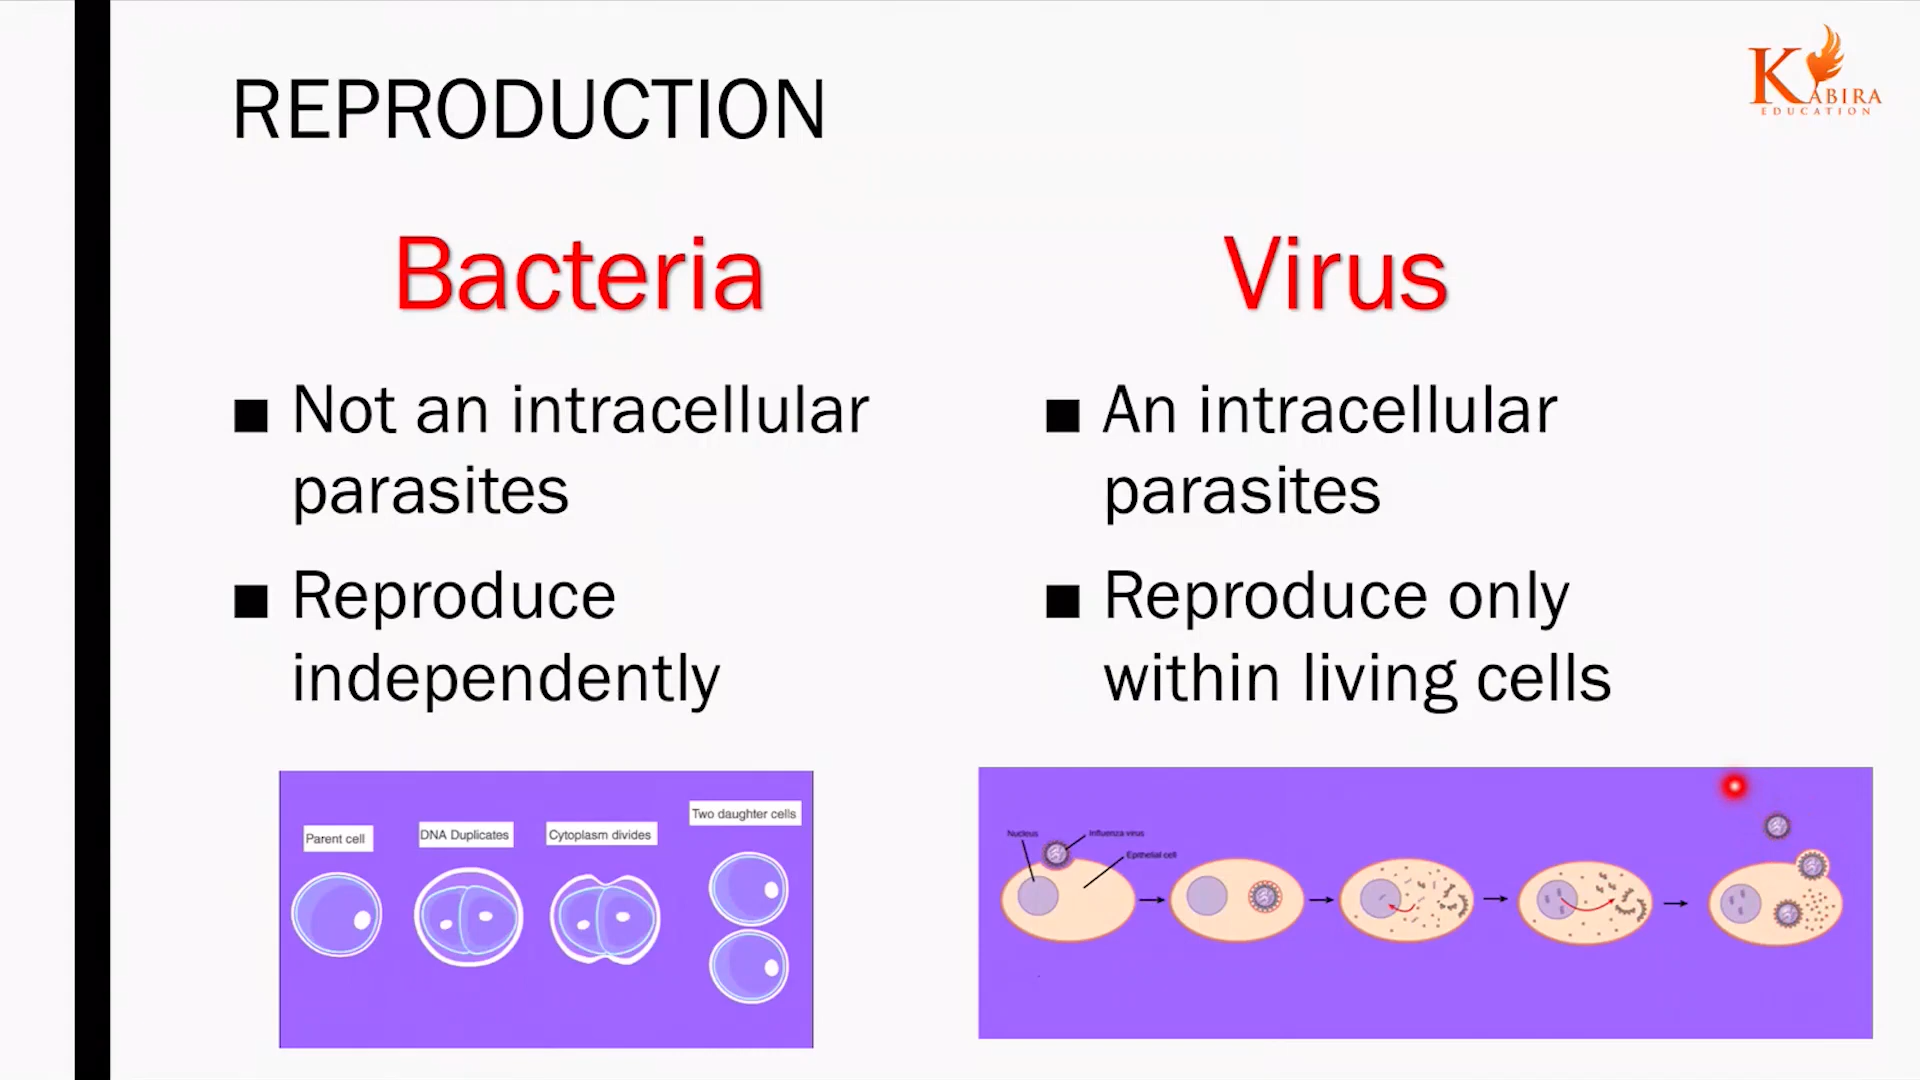 KABIRA
EDUCATION
REPRODUCTION
Bacteria
■ Not an intracellular
parasites
■ Reproduce
independently
Virus
■ An intracellular
parasites
■ Reproduce only
within living cells
Parent cell
DNA Duplicates
Cytoplasm divides
Two daughter cells
Nucleus
Influenza virus
Epithelial cell